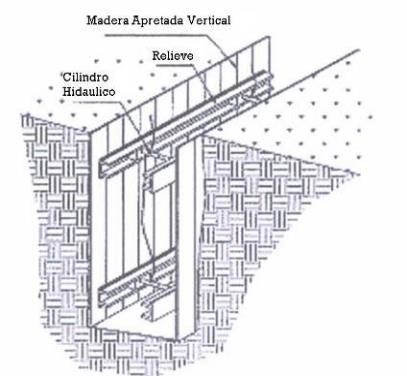 Madera Apretada Vertical
Relieve
'Cilindro
Hidaulico